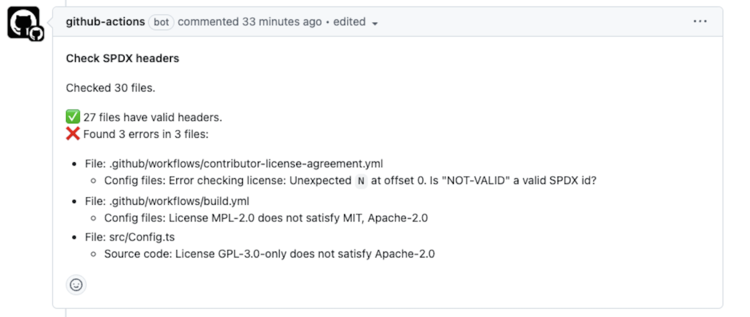 github-actions bot commented 33 minutes ago • edited
Check SPDX headers
Checked 30 files.
27 files have valid headers.
Found 3 errors in 3 files:
• File: .github/workflows/contributor-license-agreement.yml
○ Config files: Error checking license: Unexpected N at offset 0. Is "NOT-VALID" a valid SPDX id?
• File: .github/workflows/build.yml
○ Config files: License MPL-2.0 does not satisfy MIT, Apache-2.0
• File: src/Config.ts
○ Source code: License GPL-3.0-only does not satisfy Apache-2.0